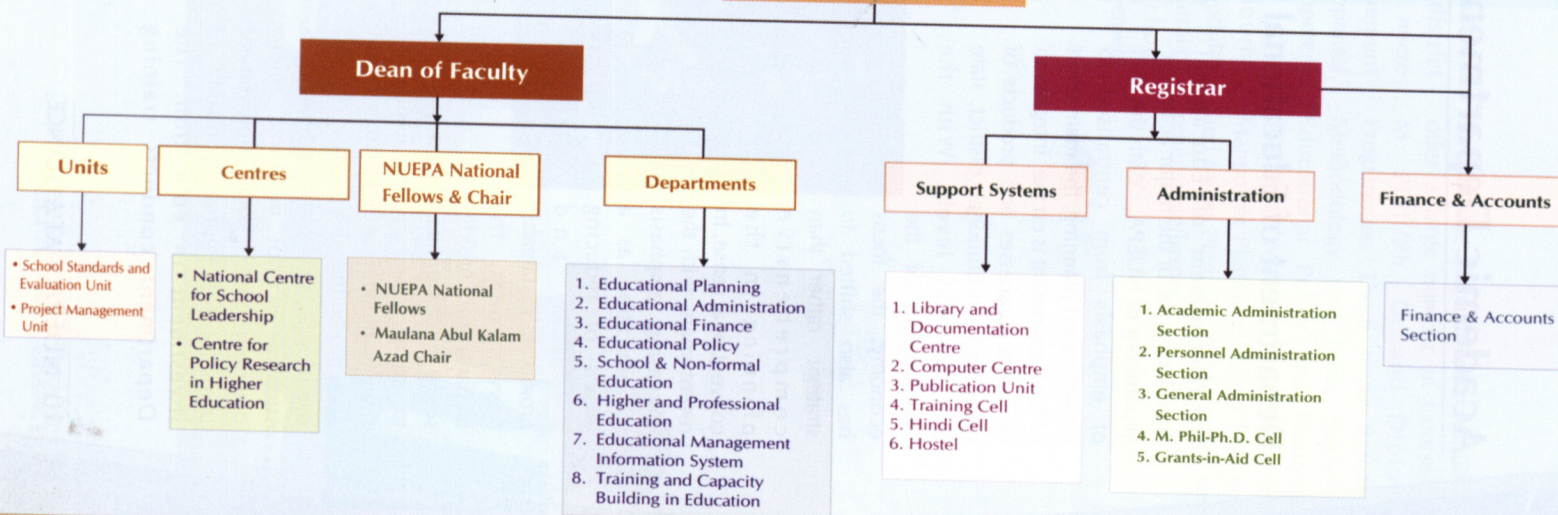 Dean of Faculty
Registrar
Units
Centres
NUEPA National
Fellows & Chair
Departments
Support Systems
Administration
Finance & Accounts
• School Standards and
Evaluation Unit
• Project Management
Unit
• National Centre
for School
Leadership
• Centre for
Policy Research
in Higher
Education
• NUEPA National
Fellows
• Maulana Abul Kalam
Azad Chair
1. Educational Planning
2. Educational Administration
3. Educational Finance
4. Educational Policy
5. School & Non-formal
Education
6. Higher and Professional
Education
7. Educational Management
Information System
8. Training and Capacity
Building in Education
1. Library and
Documentation
Centre
2. Computer Centre
3. Publication Unit
4. Training Cell
5. Hindi Cell
6. Hostel
1. Academic Administration
Section
2. Personnel Administration
Section
3. General Administration
Section
4. M. Phil-Ph.D. Cell
5. Grants-in-Aid Cell
Finance & Accounts
Section